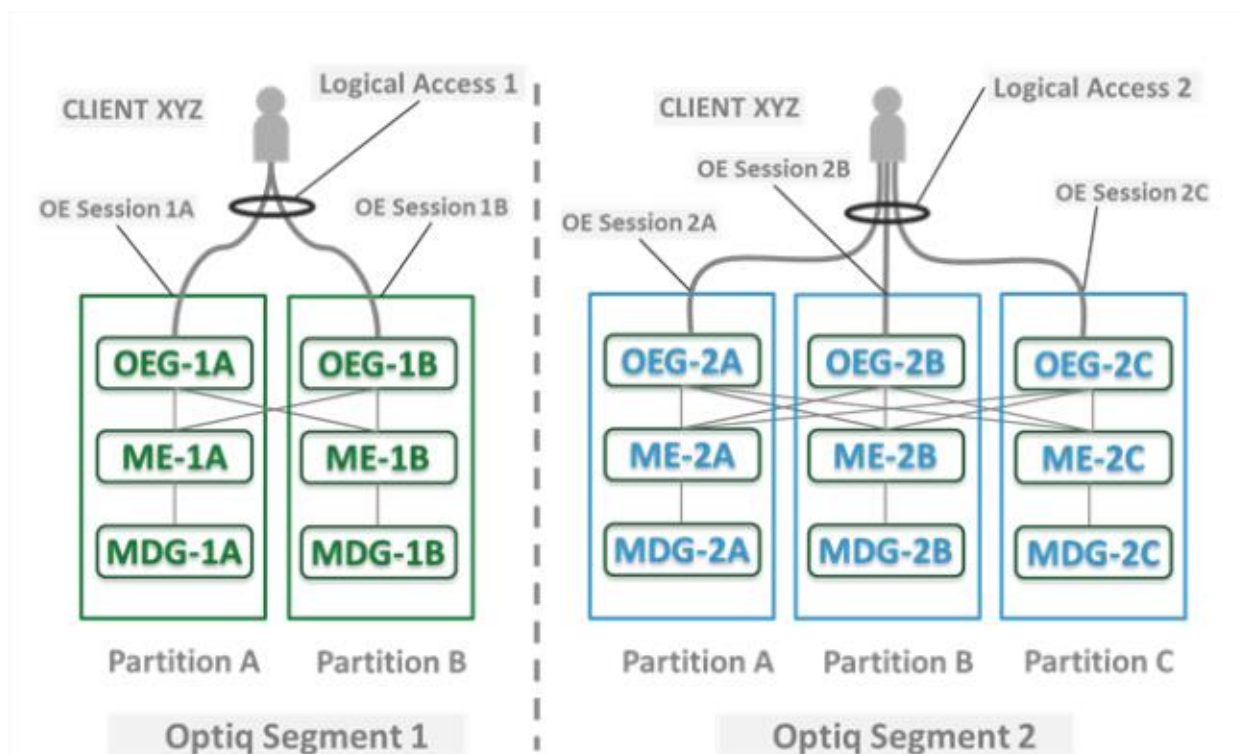 Logical Access 1
CLIENT XYZ
OE Session 1A
OE Session 1B
OEG-1A
OEG-1B
ME-1A
ME-1B
MDG-1A
MDG-1B
Partition A
Partition B
Optiq Segment 1
CLIENT XYZ
Logical Access 2
OE Session 2B
OE Session 2C
OE Session 2A
OEG-2A
OEG-2B
OEG-2C
ME-2A
ME-2B
ME-2C
MDG-2A
MDG-2B
MDG-2C
Partition A
Partition B
Partition C
Optiq Segment 2